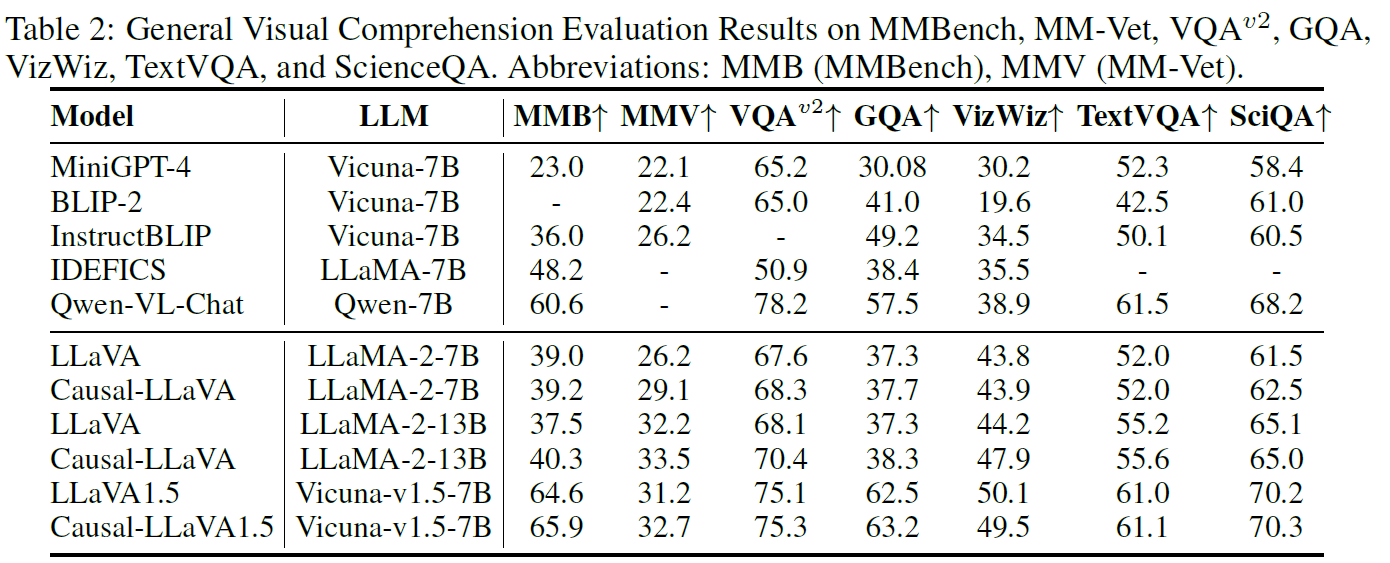 Table 2: General Visual Comprehension Evaluation Results on MMBench, MM-Vet, VQAᵛ², GQA,
VizWiz, TextVQA, and ScienceQA. Abbreviations: MMB (MMBench), MMV (MM-Vet).
Model LLM MMB↑ MMV↑ VQAᵛ²↑ GQA↑ VizWiz↑ TextVQA↑ SciQA↑
MiniGPT-4 Vicuna-7B 23.0 22.1 65.2 30.08 30.2 52.3 58.4
BLIP-2 Vicuna-7B - 22.4 65.0 41.0 19.6 42.5 61.0
InstructBLIP Vicuna-7B 36.0 26.2 - 49.2 34.5 50.1 60.5
IDEFICS LLaMA-7B 48.2 - 50.9 38.4 35.5 - -
Qwen-VL-Chat Qwen-7B 60.6 - 78.2 57.5 38.9 61.5 68.2
LLaVA LLaMA-2-7B 39.0 26.2 67.6 37.3 43.8 52.0 61.5
Causal-LLaVA LLaMA-2-7B 39.2 29.1 68.3 37.7 43.9 52.0 62.5
LLaVA LLaMA-2-13B 37.5 32.2 68.1 37.3 44.2 55.2 65.1
Causal-LLaVA LLaMA-2-13B 40.3 33.5 70.4 38.3 47.9 55.6 65.0
LLaVA1.5 Vicuna-v1.5-7B 64.6 31.2 75.1 62.5 50.1 61.0 70.2
Causal-LLaVA1.5 Vicuna-v1.5-7B 65.9 32.7 75.3 63.2 49.5 61.1 70.3